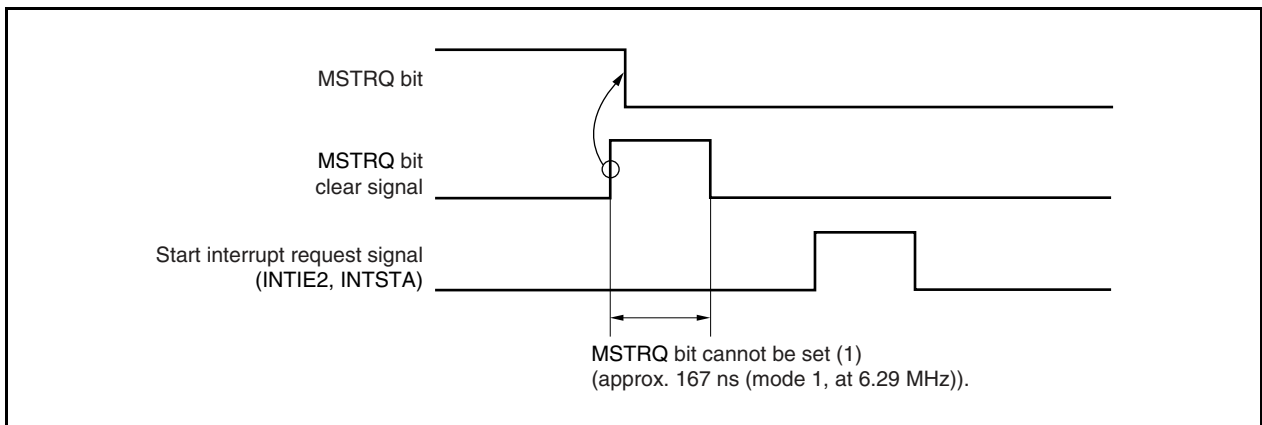 MSTRQ bit
MSTRQ bit
clear signal
Start interrupt request signal
(INTIE2, INTSTA)
MSTRQ bit cannot be set (1)
(approx. 167 ns (mode 1, at 6.29 MHz)).